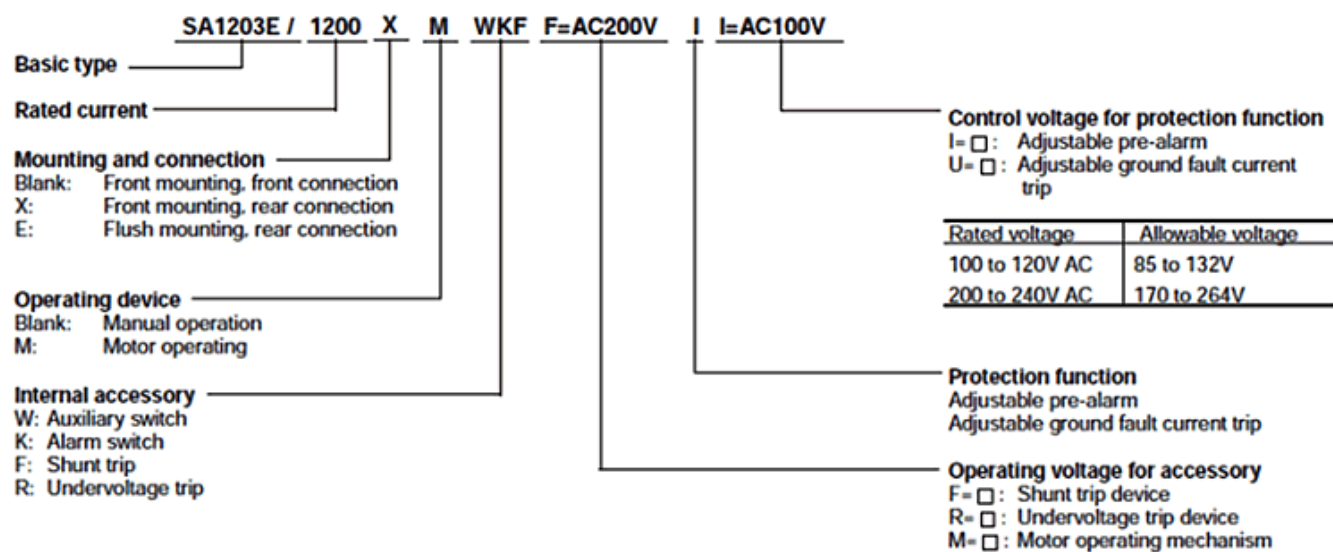 SA1203E / 1200 X M WKF F=AC200V I I=AC100V
Basic type
Rated current
Mounting and connection
Blank: Front mounting, front connection
X: Front mounting, rear connection
E: Flush mounting, rear connection
Operating device
Blank: Manual operation
M: Motor operating
Internal accessory
W: Auxiliary switch
K: Alarm switch
F: Shunt trip
R: Undervoltage trip
Control voltage for protection function
I= □ : Adjustable pre-alarm
U= □ : Adjustable ground fault current
trip
Rated voltage Allowable voltage
100 to 120V AC 85 to 132V
200 to 240V AC 170 to 264V
Protection function
Adjustable pre-alarm
Adjustable ground fault current trip
Operating voltage for accessory
F= □ : Shunt trip device
R= □ : Undervoltage trip device
M= □ : Motor operating mechanism